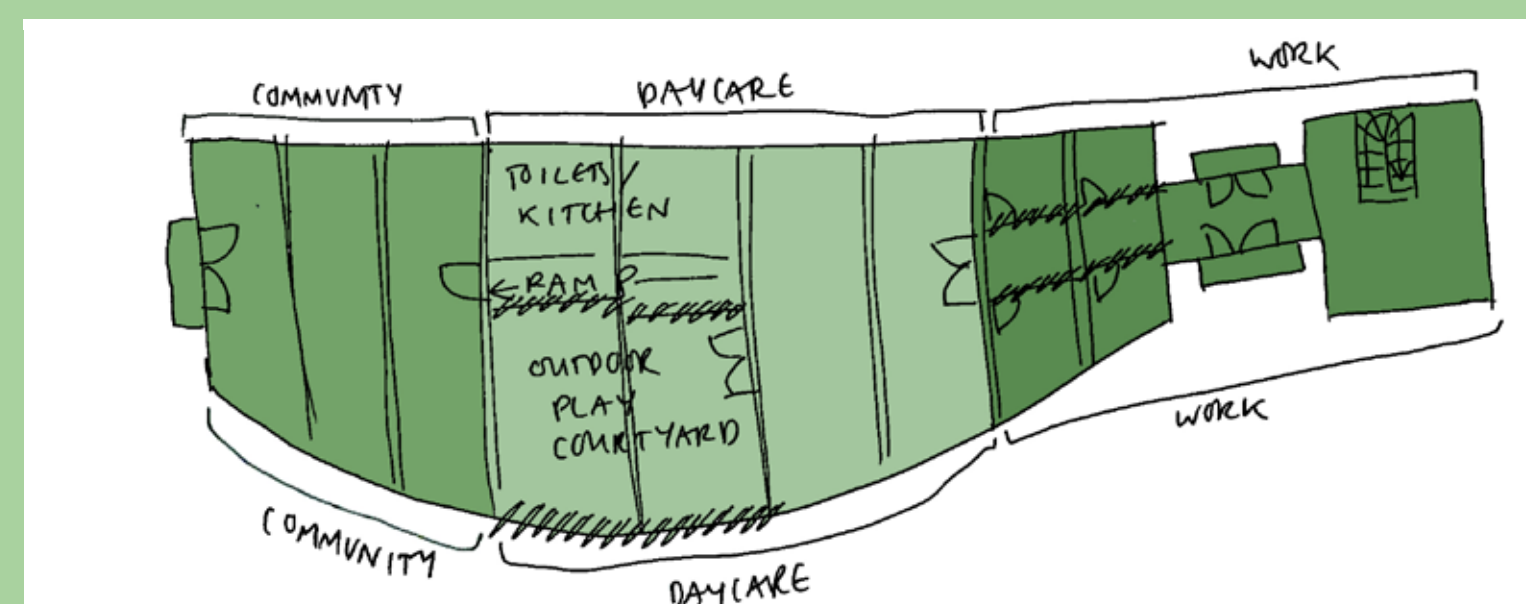 COMMUNITY
DAYCARE
WORK
TOILETS/
KITCHEN
←RAMP
OUTDOOR
PLAY
COURTYARD
WORK
COMMUNITY
DAYCARE